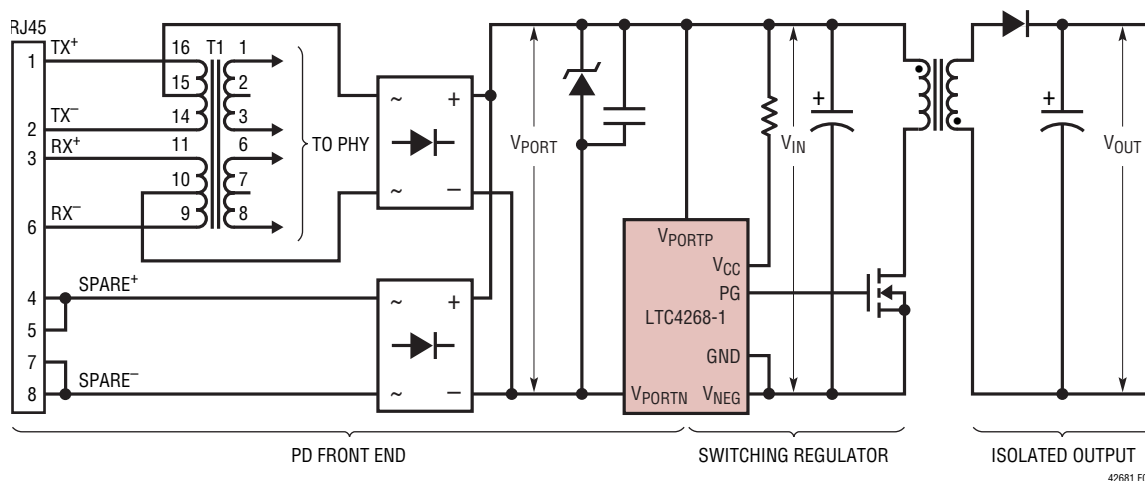 RJ45
1
TX+
2
TX–
3
RX+
6
RX–
4
SPARE+
5
7
8
SPARE–
16
T1
1
15
2
14
3
11
6
10
7
9
8
TO PHY
~
+
~
–
~
+
~
–
VPORT
VPORTP
VCC
PG
LTC4268-1
GND
VPORTN
VNEG
VIN
+
+
VOUT
PD FRONT END
SWITCHING REGULATOR
ISOLATED OUTPUT